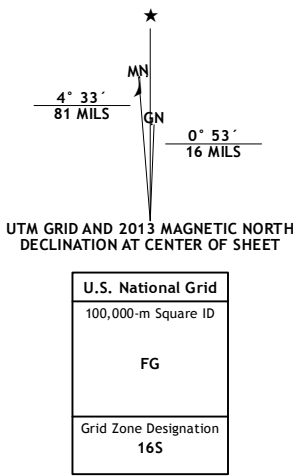 ★
MN
GN
4° 33´
81 MILS
0° 53´
16 MILS
UTM GRID AND 2013 MAGNETIC NORTH
DECLINATION AT CENTER OF SHEET
U.S. National Grid
100,000-m Square ID
FG
Grid Zone Designation
16S